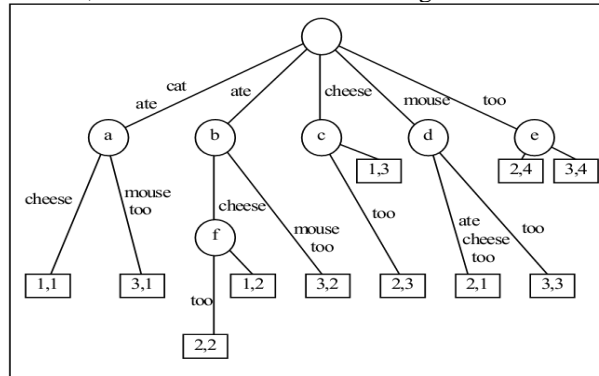 cat
ate
ate
cheese
mouse
too
a
b
c
d
e
1,3
2,4
3,4
cheese
mouse
too
cheese
mouse
too
too
ate
cheese
too
too
f
1,1
3,1
1,2
3,2
2,3
2,1
3,3
too
2,2